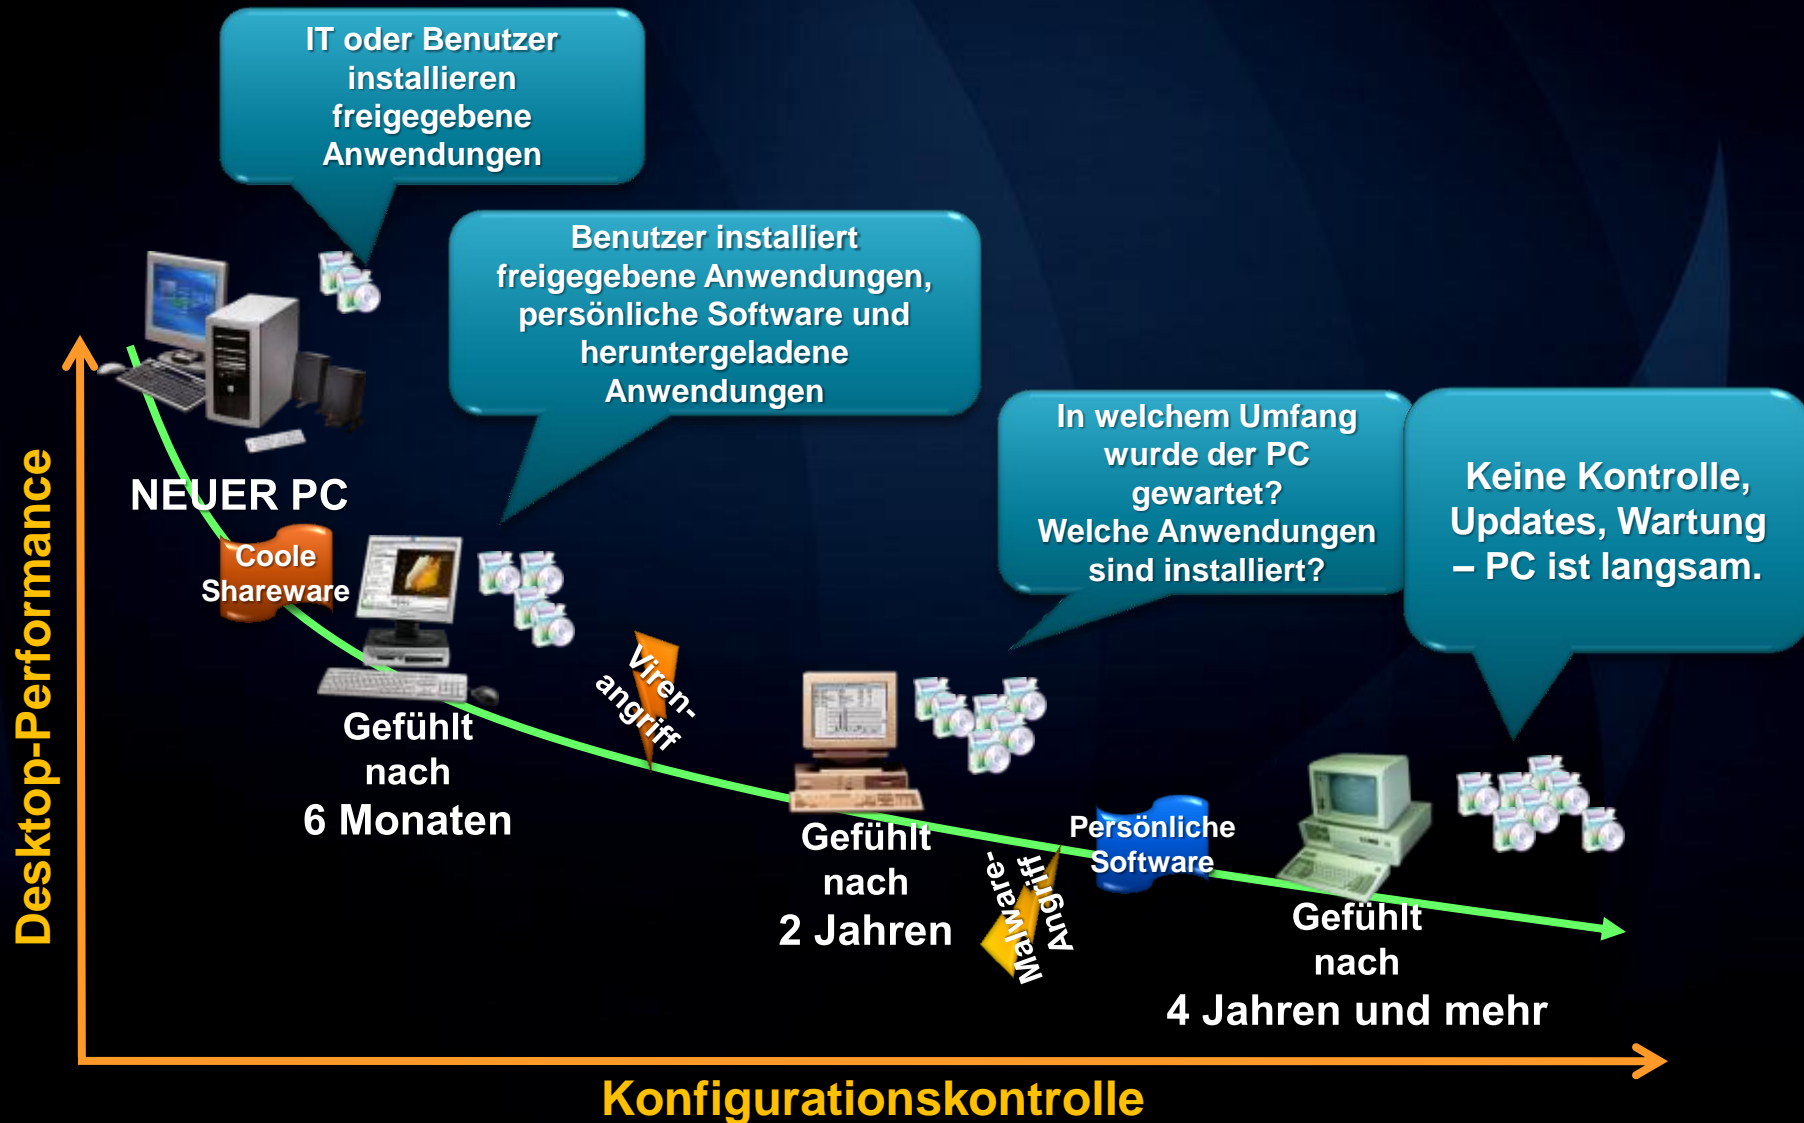 IT oder Benutzer
installieren
freigegebene
Anwendungen
Benutzer installiert
freigegebene Anwendungen,
persönliche Software und
heruntergeladene
Anwendungen
In welchem Umfang
wurde der PC
gewartet?
Welche Anwendungen
sind installiert?
Keine Kontrolle,
Updates, Wartung
– PC ist langsam.
NEUER PC
Coole
Shareware
Gefühlt
nach
6 Monaten
Viren-
angriff
Gefühlt
nach
2 Jahren
Malware-
Angriff
Persönliche
Software
Gefühlt
nach
4 Jahren und mehr
Desktop-Performance
Konfigurationskontrolle